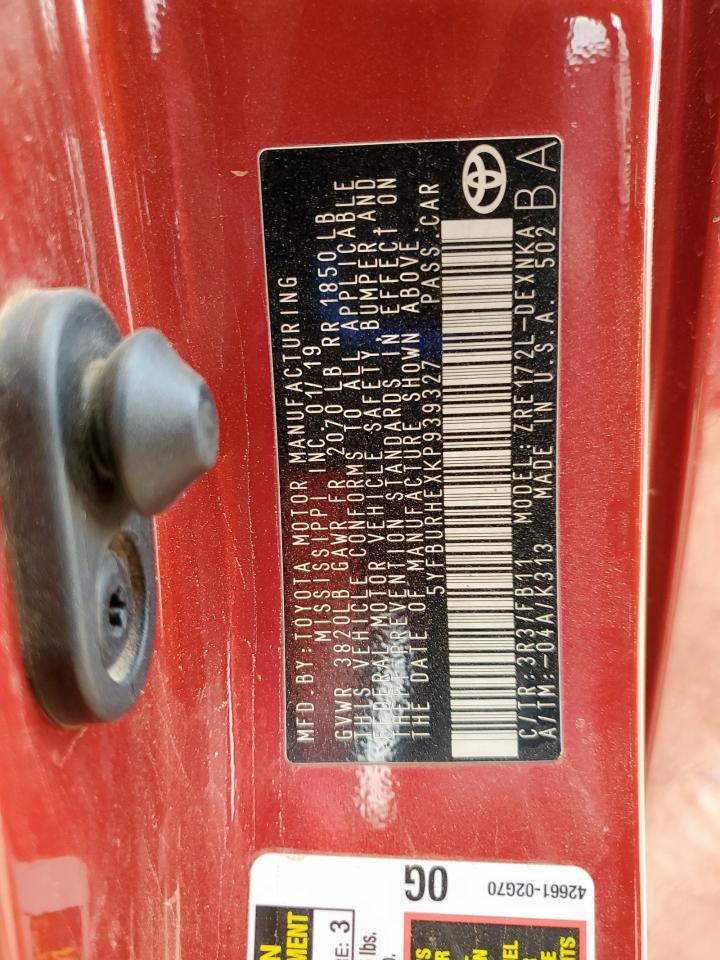 MFD.BY:TOYOTA MOTOR MANUFACTURING
MISSISSIPPI INC. 01/19
GVWR 3820LB GAWR FR 2070 LB RR 1850 LB
THIS VEHICLE CONFORMS TO ALL APPLICABLE
FEDERAL MOTOR VEHICLE SAFETY, BUMPER, AND
THEFT PREVENTION STANDARDS IN EFFECT ON
THE DATE OF MANUFACTURE SHOWN ABOVE.
5YFBURHEXKP939327 PASS.CAR
C/TR:3R3/FB11 MODEL:ZRE172L-DEXNKA
A/TM:-04A/K313 MADE IN U.S.A. 502
BA
0G
42661-02G70
MENT
E: 3
lbs.